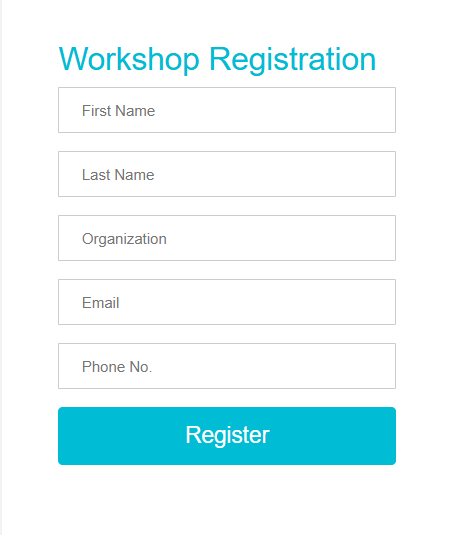 Workshop Registration
First Name
Last Name
Organization
Email
Phone No.
Register